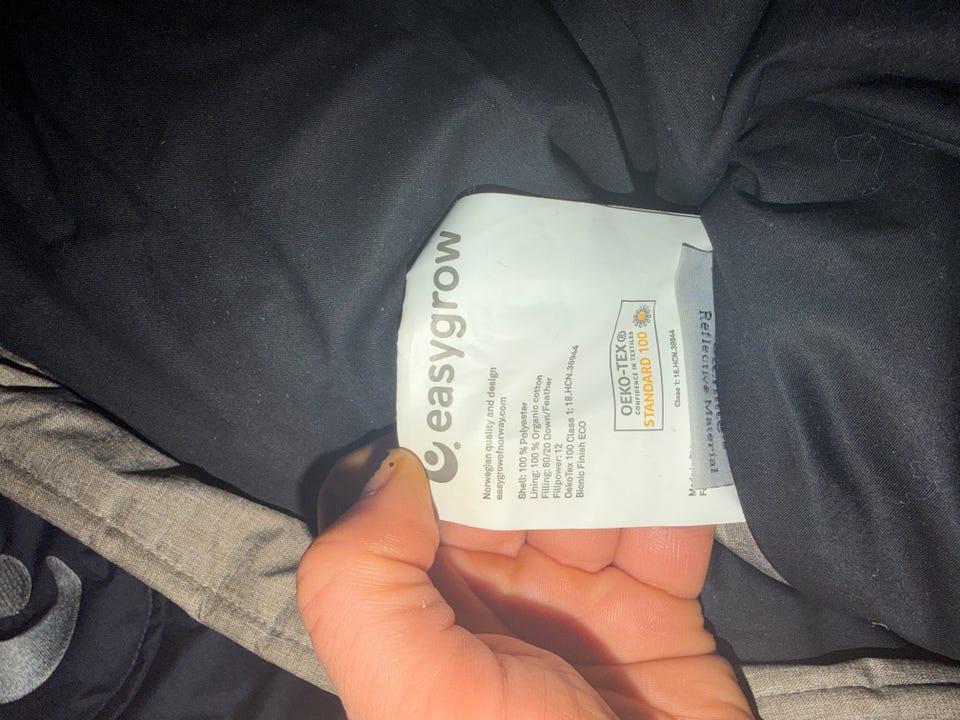 easygrow
Norwegian quality and design
easygrowofnorway.com
Shell: 100 % Polyester
Lining: 100 % Organic cotton
Filling: 80/20 Down/Feather
Fillpower: 12
OekoTex 100 Class 1: 18.HCN.38944
Bionic Finish ECO
OEKO-TEX®
CONFIDENCE IN TEXTILES
STANDARD 100
Class 1: 18.HCN.38944
Reflective Material